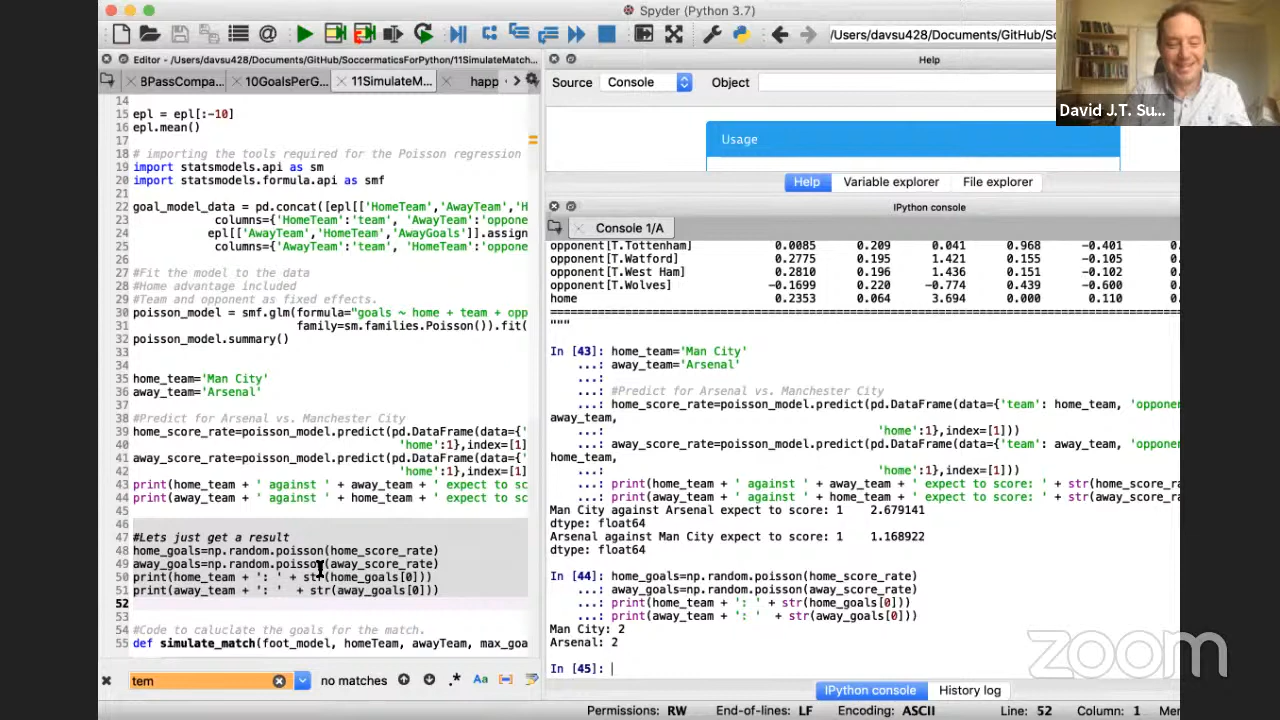 Spyder (Python 3.7)
/Users/davsu428/Documents/GitHub/Soc
Editor - /Users/davsu428/Documents/GitHub/SoccermaticsForPython/11SimulateMatch...
Help
8PassCompa...
10GoalsPerG...
11SimulateMatch...
happ
Source
Console
Object
David J.T. Su...
Usage
Help
Variable explorer
File explorer
IPython console
Console 1/A
14
15 epl = epl[:-10]
16 epl.mean()
17
18 # importing the tools required for the Poisson regression
19 import statsmodels.api as sm
20 import statsmodels.formula.api as smf
21
22 goal_model_data = pd.concat([epl[['HomeTeam','AwayTeam','H
23 columns={'HomeTeam':'team', 'AwayTeam':'oppone
24 epl[['AwayTeam','HomeTeam','AwayGoals']].assign
25 columns={'AwayTeam':'team', 'HomeTeam':'oppone
26
27 #Fit the model to the data
28 #Home advantage included
29 #Team and opponent as fixed effects.
30 poisson_model = smf.glm(formula="goals ~ home + team + opp
31 family=sm.families.Poisson()).fit(
32 poisson_model.summary()
33
34
35 home_team='Man City'
36 away_team='Arsenal'
37
38 #Predict for Arsenal vs. Manchester City
39 home_score_rate=poisson_model.predict(pd.DataFrame(data={'
40 'home':1},index=[1]
41 away_score_rate=poisson_model.predict(pd.DataFrame(data={'
42 'home':1},index=[1]
43 print(home_team + ' against ' + away_team + ' expect to sc
44 print(away_team + ' against ' + home_team + ' expect to sc
45
46
47 #Lets just get a result
48 home_goals=np.random.poisson(home_score_rate)
49 away_goals=np.random.poisson(away_score_rate)
50 print(home_team + ': ' + str(home_goals[0]))
51 print(away_team + ': '  + str(away_goals[0]))
52
53
54 #Code to caluclate the goals for the match.
55 def simulate_match(foot_model, homeTeam, awayTeam, max_goa
opponent[T.Tottenham] 0.0085 0.209 0.041 0.968 -0.401 0.
opponent[T.Watford] 0.2775 0.195 1.421 0.155 -0.105 0.
opponent[T.West Ham] 0.2810 0.196 1.436 0.151 -0.102 0.
opponent[T.Wolves] -0.1699 0.220 -0.774 0.439 -0.600 0.
home 0.2353 0.064 3.694 0.000 0.110 0.
"""
In [43]: home_team='Man City'
...: away_team='Arsenal'
...:
...: #Predict for Arsenal vs. Manchester City
...: home_score_rate=poisson_model.predict(pd.DataFrame(data={'team': home_team, 'opponen
away_team,
...: 'home':1},index=[1]))
...: away_score_rate=poisson_model.predict(pd.DataFrame(data={'team': away_team, 'opponen
home_team,
...: 'home':1},index=[1]))
...: print(home_team + ' against ' + away_team + ' expect to score: ' + str(home_score_ra
...: print(away_team + ' against ' + home_team + ' expect to score: ' + str(away_score_ra
Man City against Arsenal expect to score: 1    2.679141
dtype: float64
Arsenal against Man City expect to score: 1    1.168922
dtype: float64
In [44]: home_goals=np.random.poisson(home_score_rate)
...: away_goals=np.random.poisson(away_score_rate)
...: print(home_team + ': ' + str(home_goals[0]))
...: print(away_team + ': '  + str(away_goals[0]))
Man City: 2
Arsenal: 2
In [45]:
zoom
tem
no matches
.*
Aa
IPython console
History log
Permissions: RW
End-of-lines: LF
Encoding: ASCII
Line: 52
Column: 1
Mer